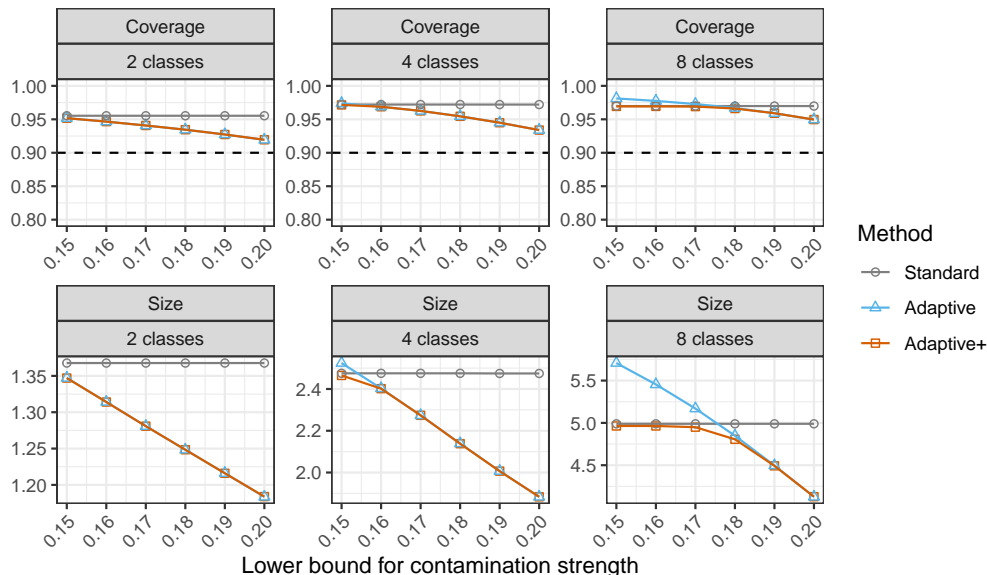 Coverage
Coverage
Coverage
2 classes
4 classes
8 classes
1.00
0.95
0.90
0.85
0.80
1.00
0.95
0.90
0.85
0.80
1.00
0.95
0.90
0.85
0.80
0.15 0.16 0.17 0.18 0.19 0.20
0.15 0.16 0.17 0.18 0.19 0.20
0.15 0.16 0.17 0.18 0.19 0.20
Size
Size
Size
2 classes
4 classes
8 classes
1.35
1.30
1.25
1.20
2.4
2.2
2.0
5.5
5.0
4.5
0.15 0.16 0.17 0.18 0.19 0.20
0.15 0.16 0.17 0.18 0.19 0.20
0.15 0.16 0.17 0.18 0.19 0.20
Lower bound for contamination strength
Method
Standard
Adaptive
Adaptive+